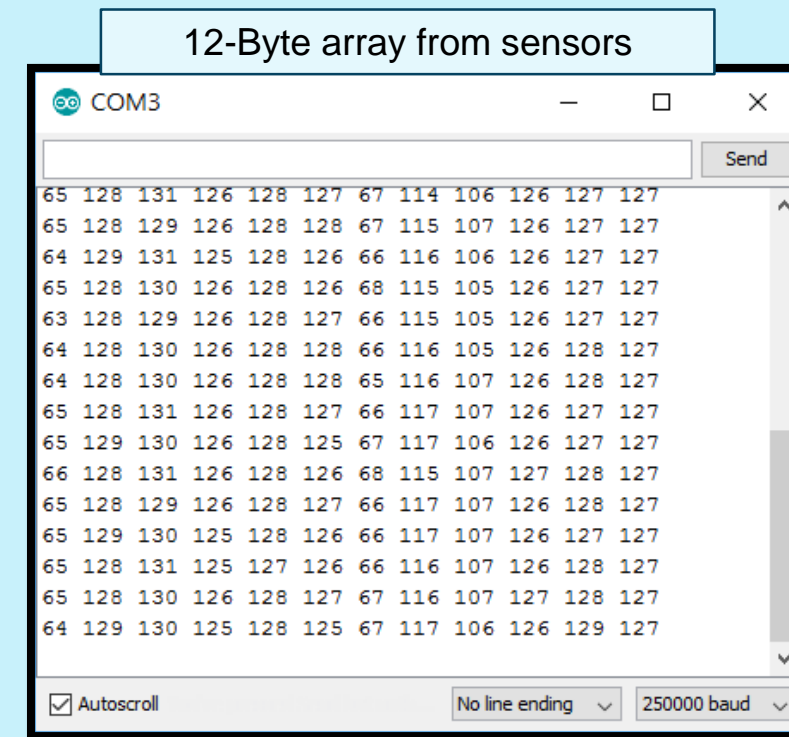 12-Byte array from sensors
COM3
Send
65 128 131 126 128 127 67 114 106 126 127 127
65 128 129 126 128 128 67 115 107 126 127 127
64 129 131 125 128 126 66 116 106 126 127 127
65 128 130 126 128 126 68 115 105 126 127 127
63 128 129 126 128 127 66 115 105 126 127 127
64 128 130 126 128 128 66 116 105 126 128 127
64 128 130 126 128 128 65 116 107 126 128 127
65 128 131 126 128 127 66 117 107 126 127 127
65 129 130 126 128 125 67 117 106 126 127 127
66 128 131 126 128 126 68 115 107 127 128 127
65 128 129 126 128 127 66 117 107 126 128 127
65 129 130 125 128 126 66 117 107 126 127 127
65 128 131 125 127 126 66 116 107 126 128 127
65 128 130 126 128 127 67 116 107 127 128 127
64 129 130 125 128 125 67 117 106 126 129 127
Autoscroll No line ending 250000 baud